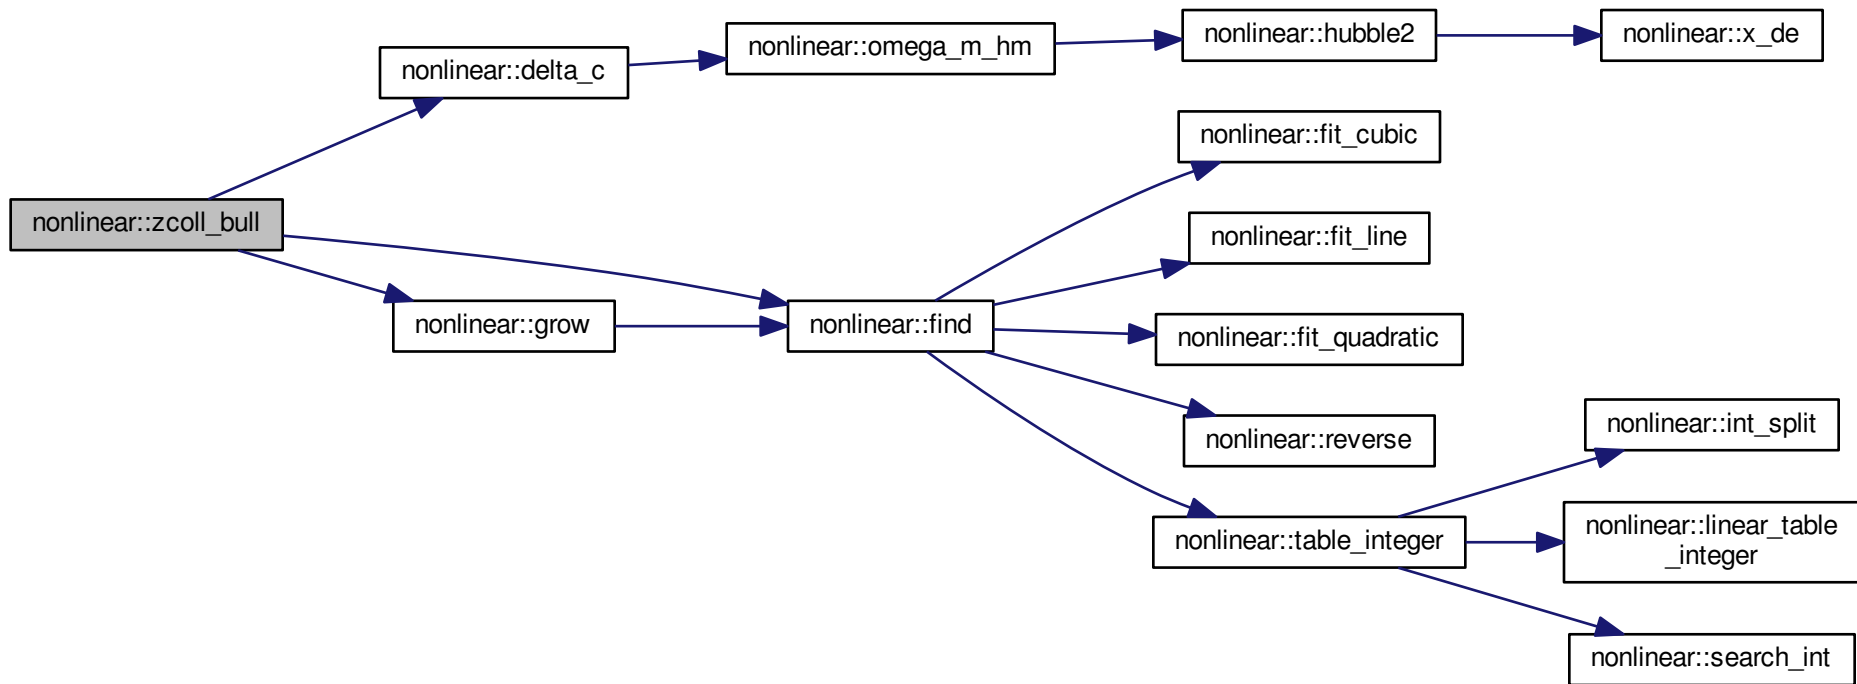 nonlinear::zcoll_bull
nonlinear::delta_c
nonlinear::omega_m_hm
nonlinear::hubble2
nonlinear::x_de
nonlinear::grow
nonlinear::find
nonlinear::fit_cubic
nonlinear::fit_line
nonlinear::fit_quadratic
nonlinear::reverse
nonlinear::table_integer
nonlinear::int_split
nonlinear::linear_table
_integer
nonlinear::search_int